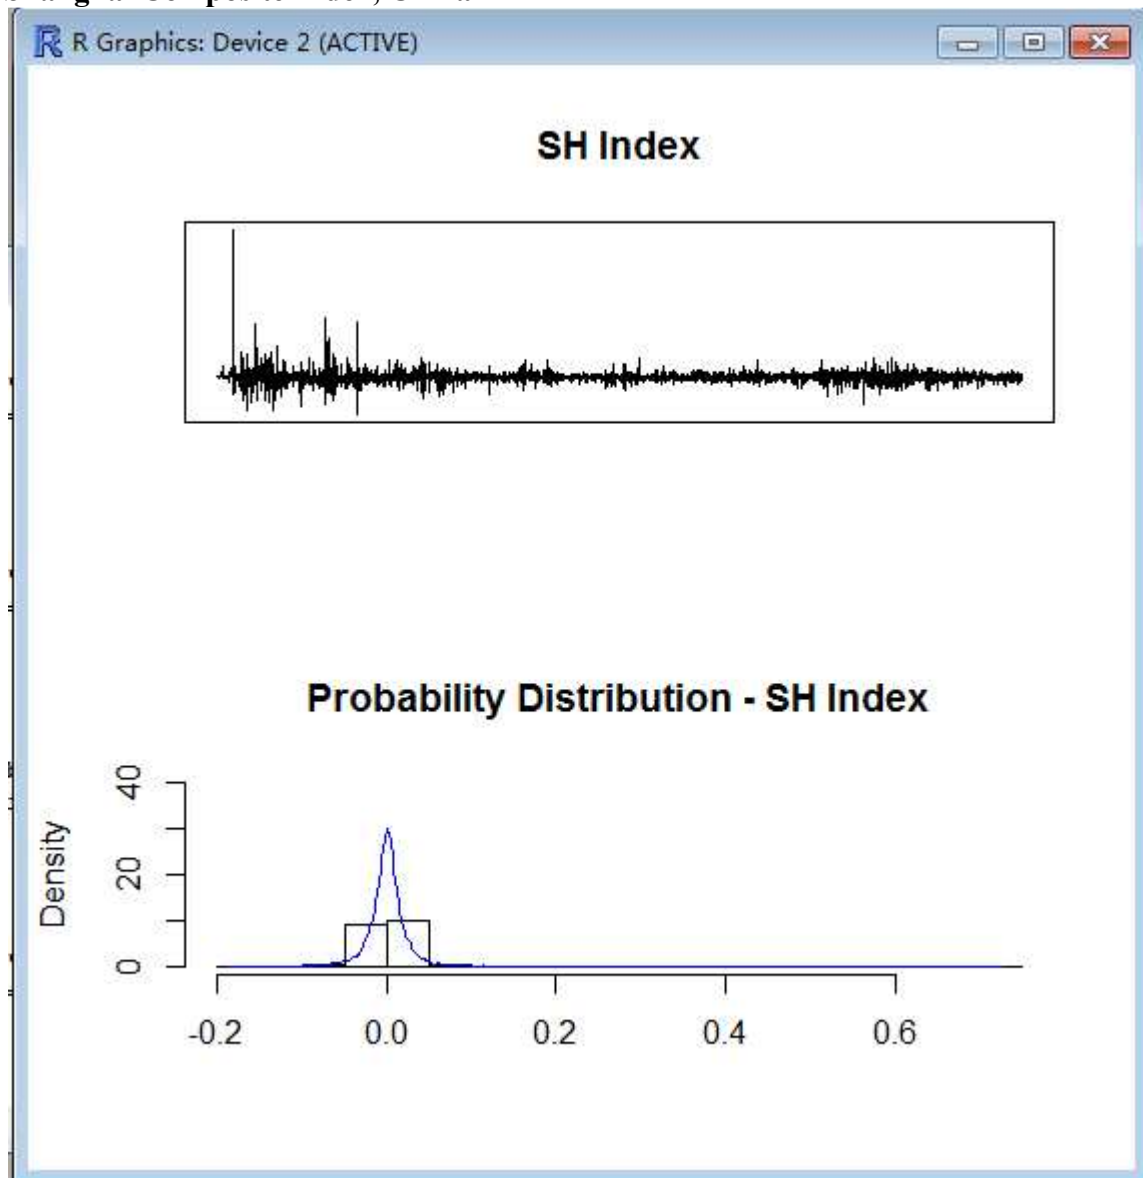 R R Graphics: Device 2 (ACTIVE)
SH Index
Probability Distribution - SH Index
Density
0 20 40
-0.2 0.0 0.2 0.4 0.6